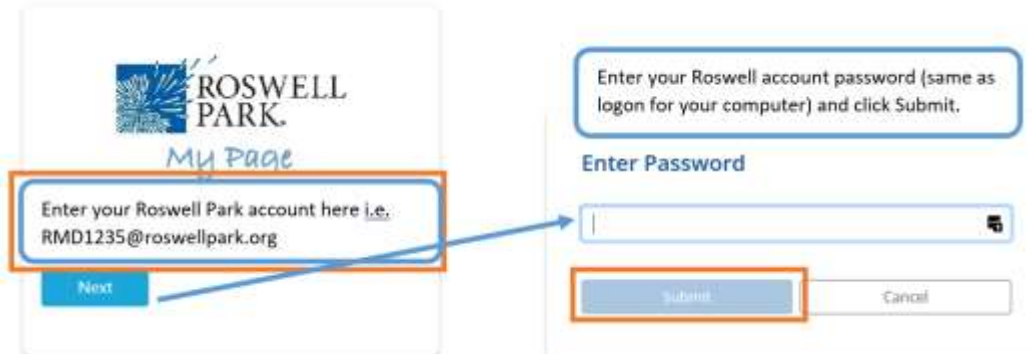 ROSWELL
PARK.
My Page
Enter your Roswell Park account here i.e.
RMD1235@roswellpark.org
Next
Enter your Roswell account password (same as
logon for your computer) and click Submit.
Enter Password
Submit
Cancel